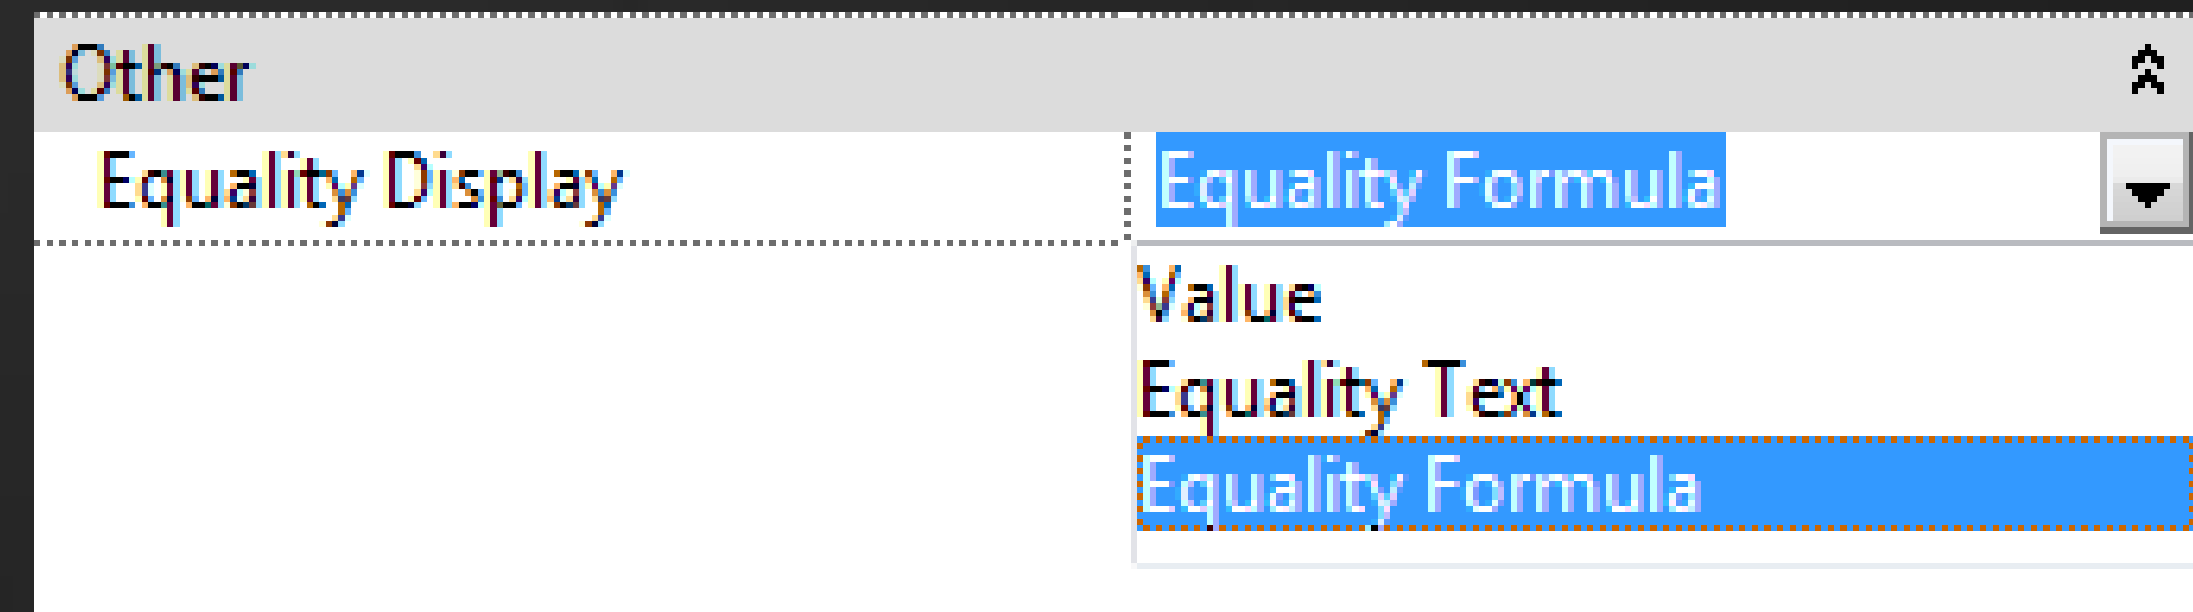 Other
Equality Display Equality Formula
Value
Equality Text
Equality Formula